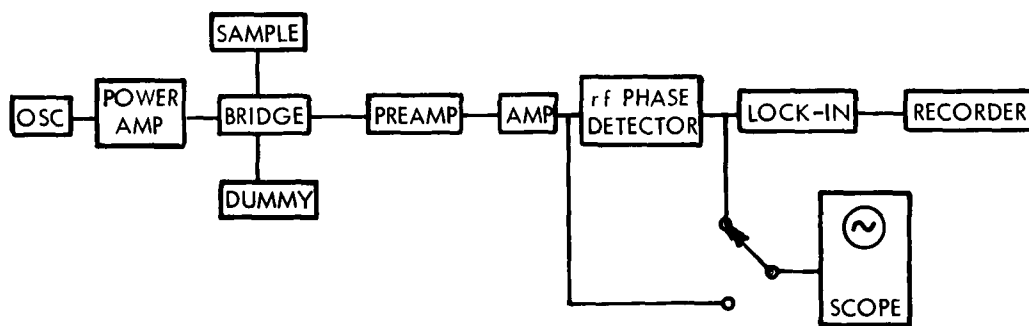 SAMPLE
OSC
POWER
AMP
BRIDGE
PREAMP
AMP
rf PHASE
DETECTOR
LOCK-IN
RECORDER
DUMMY
SCOPE